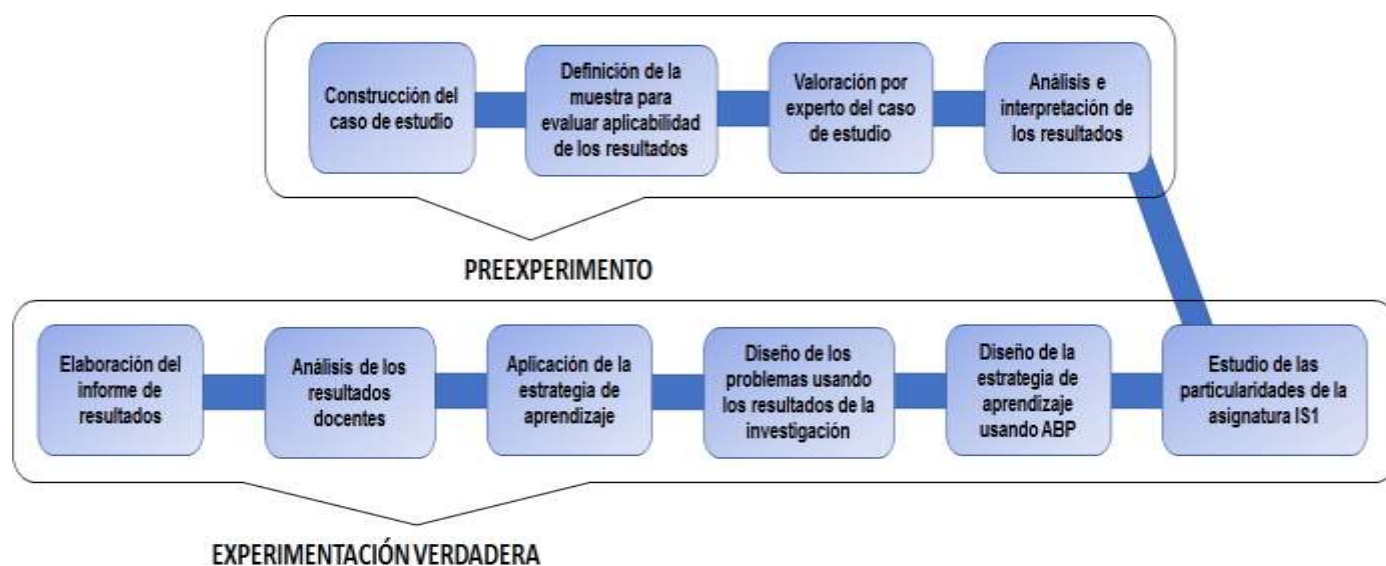 Construcción del
caso de estudio
Definición de la
muestra para
evaluar aplicabilidad
de los resultados
Valoración por
experto del caso
de estudio
Análisis e
interpretación de
los resultados
PREEXPERIMENTO
Elaboración del
informe de
resultados
Análisis de los
resultados
docentes
Aplicación de la
estrategia de
aprendizaje
Diseño de los
problemas usando
los resultados de la
investigación
Diseño de la
estrategia de
aprendizaje
usando ABP
Estudio de las
particularidades de la
asignatura IS1
EXPERIMENTACIÓN VERDADERA